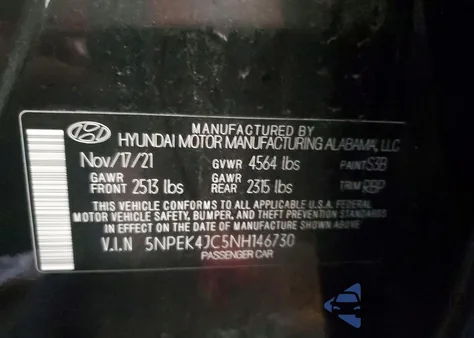 MANUFACTURED BY
HYUNDAI MOTOR MANUFACTURING ALABAMA, LLC
Nov/17/21 GVWR 4564 lbs PAINT S3B
GAWR GAWR
FRONT 2513 lbs REAR 2315 lbs TRIM RBP
THIS VEHICLE CONFORMS TO ALL APPLICABLE FEDERAL
MOTOR VEHICLE SAFETY, BUMPER, AND THEFT PREVENTION STANDARDS
IN EFFECT ON THE DATE OF MANUFACTURE SHOWN ABOVE
V.I.N 5NPEK4JC5NH146730
PASSENGER CAR